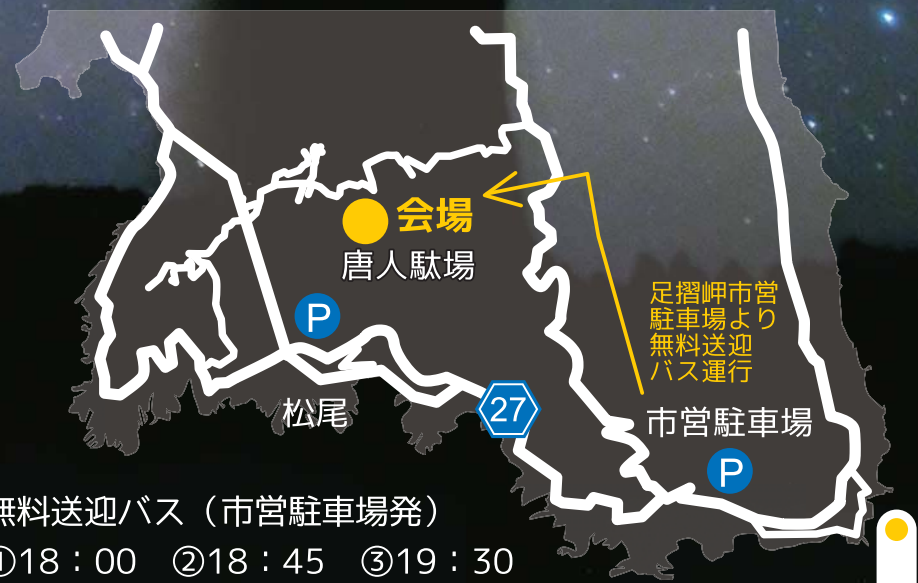 会場
唐人駄場
P
足摺岬市営
駐車場より
無料送迎
バス運行
27
松尾
市営駐車場
P
無料送迎バス（市営駐車場発）
①18：00　②18：45　③19：30